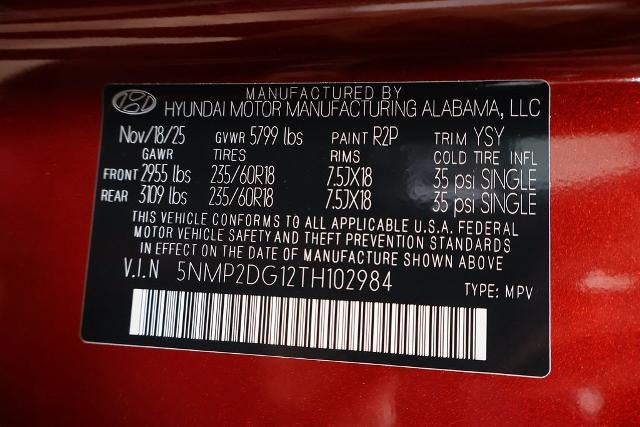 MANUFACTURED BY
HYUNDAI MOTOR MANUFACTURING ALABAMA, LLC
Nov/18/25 GVWR 5799 lbs PAINT R2P TRIM YSY
GAWR TIRES RIMS COLD TIRE INFL
FRONT 2955 lbs 235/60R18 7.5JX18 35 psi SINGLE
REAR 3109 lbs 235/60R18 7.5JX18 35 psi SINGLE
THIS VEHICLE CONFORMS TO ALL APPLICABLE U.S.A. FEDERAL
MOTOR VEHICLE SAFETY AND THEFT PREVENTION STANDARDS
IN EFFECT ON THE DATE OF MANUFACTURE SHOWN ABOVE
V.I.N 5NMP2DG12TH102984 TYPE: MPV